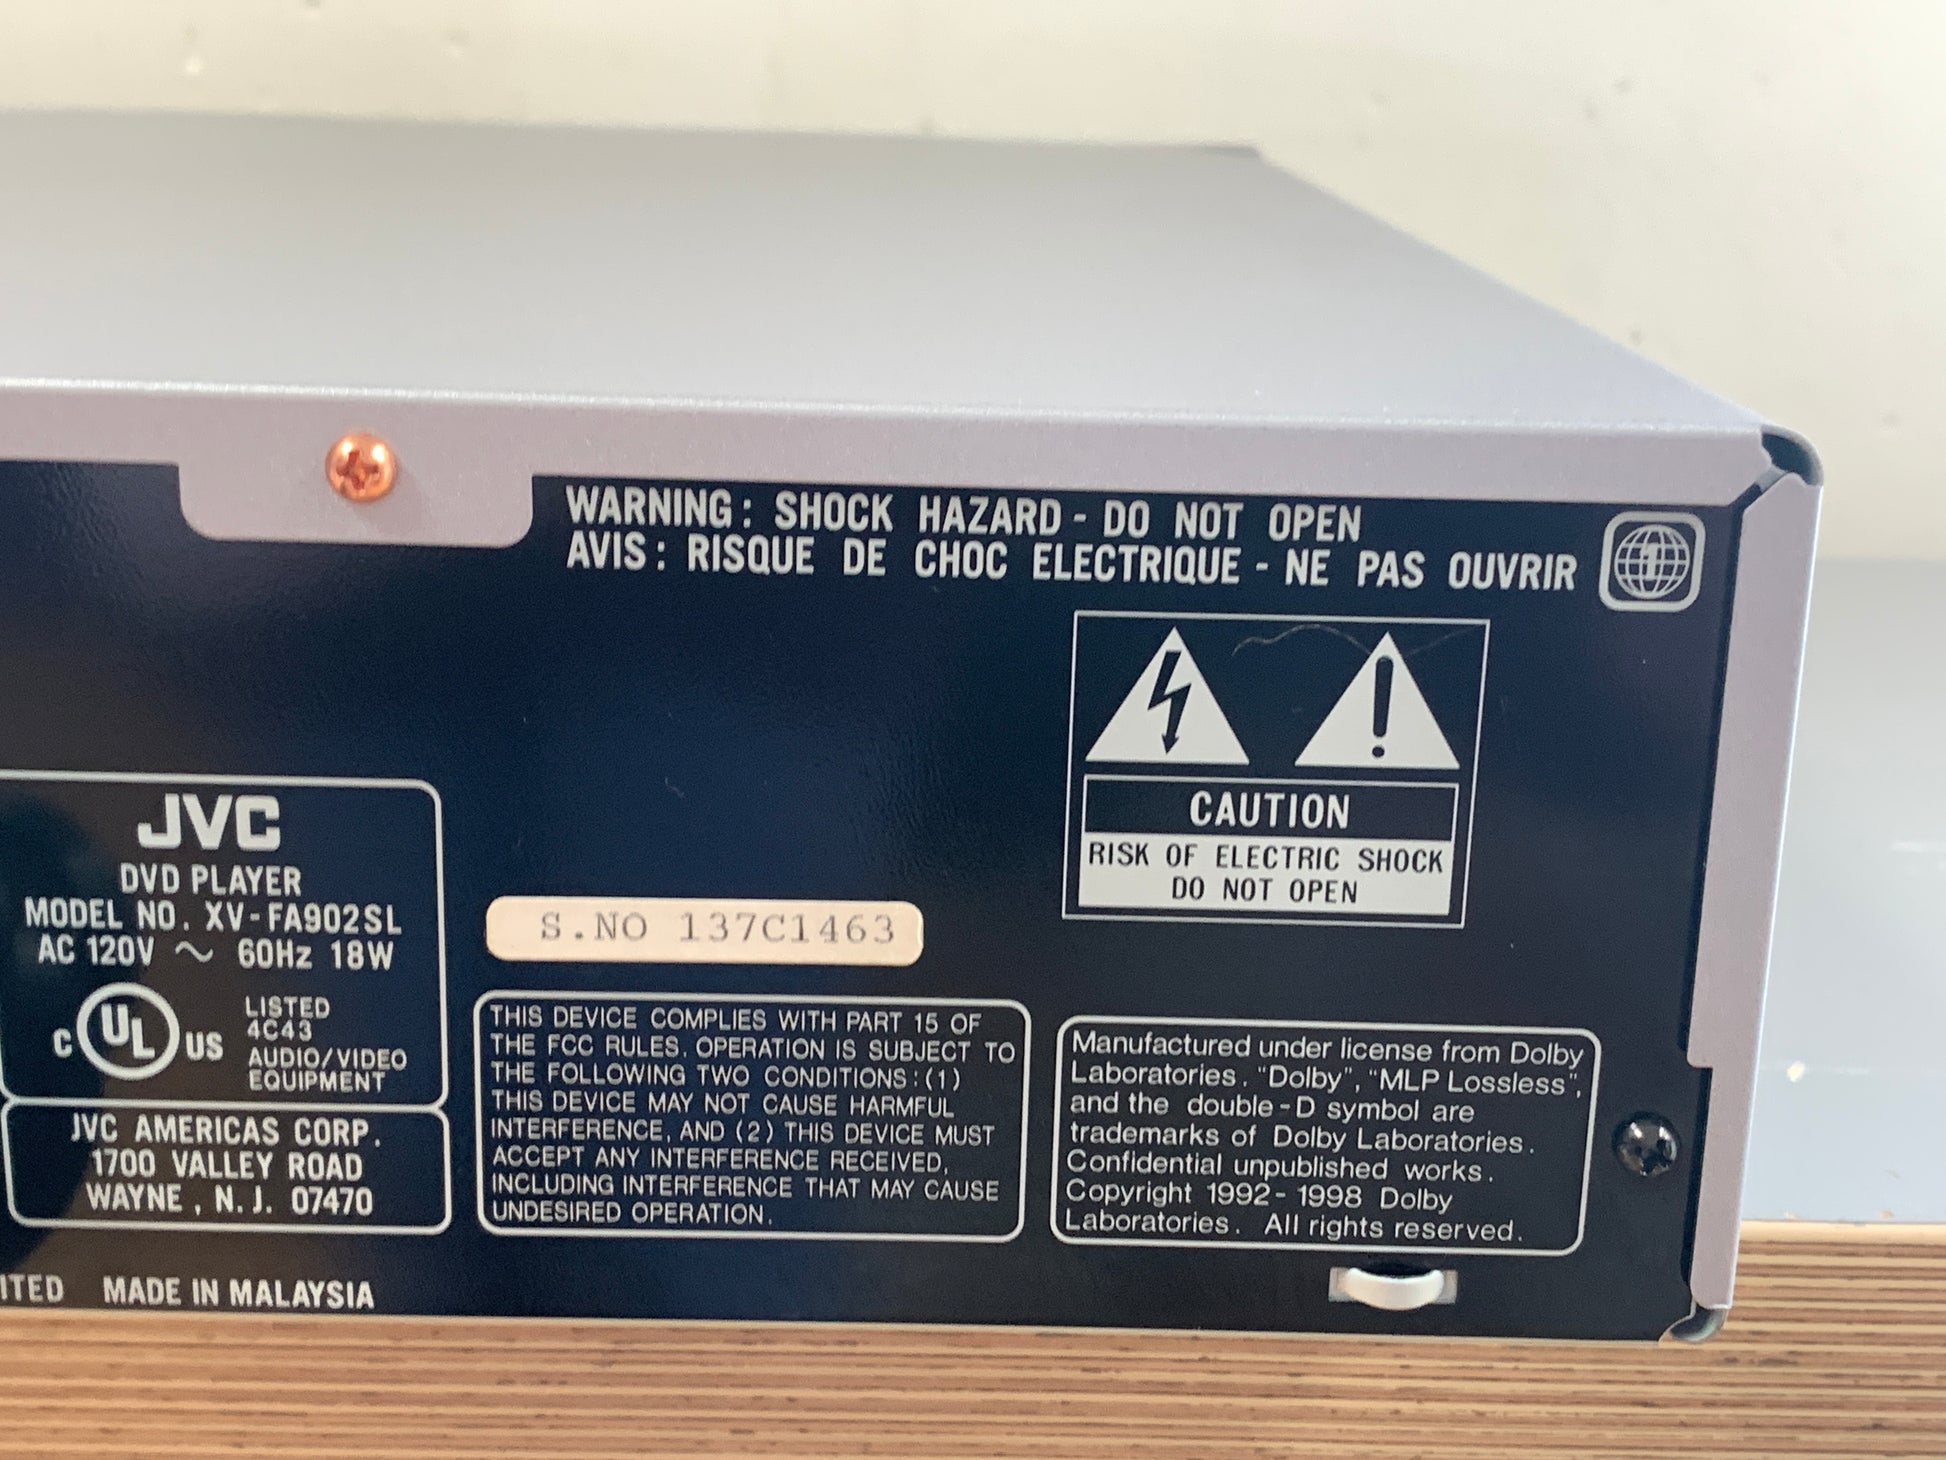 WARNING: SHOCK HAZARD - DO NOT OPEN
AVIS: RISQUE DE CHOC ELECTRIQUE - NE PAS OUVRIR
1
CAUTION
RISK OF ELECTRIC SHOCK
DO NOT OPEN
JVC
DVD PLAYER
MODEL NO. XV-FA902SL
AC 120V ~ 60Hz 18W
C UL US
LISTED
4C43
AUDIO/VIDEO
EQUIPMENT
JVC AMERICAS CORP.
1700 VALLEY ROAD
WAYNE, N.J. 07470
S.NO 137C1463
THIS DEVICE COMPLIES WITH PART 15 OF
THE FCC RULES. OPERATION IS SUBJECT TO
THE FOLLOWING TWO CONDITIONS: (1)
THIS DEVICE MAY NOT CAUSE HARMFUL
INTERFERENCE, AND (2) THIS DEVICE MUST
ACCEPT ANY INTERFERENCE RECEIVED,
INCLUDING INTERFERENCE THAT MAY CAUSE
UNDESIRED OPERATION.
Manufactured under license from Dolby
Laboratories. "Dolby", "MLP Lossless",
and the double-D symbol are
trademarks of Dolby Laboratories.
Confidential unpublished works.
Copyright 1992-1998 Dolby
Laboratories. All rights reserved.
ITED MADE IN MALAYSIA